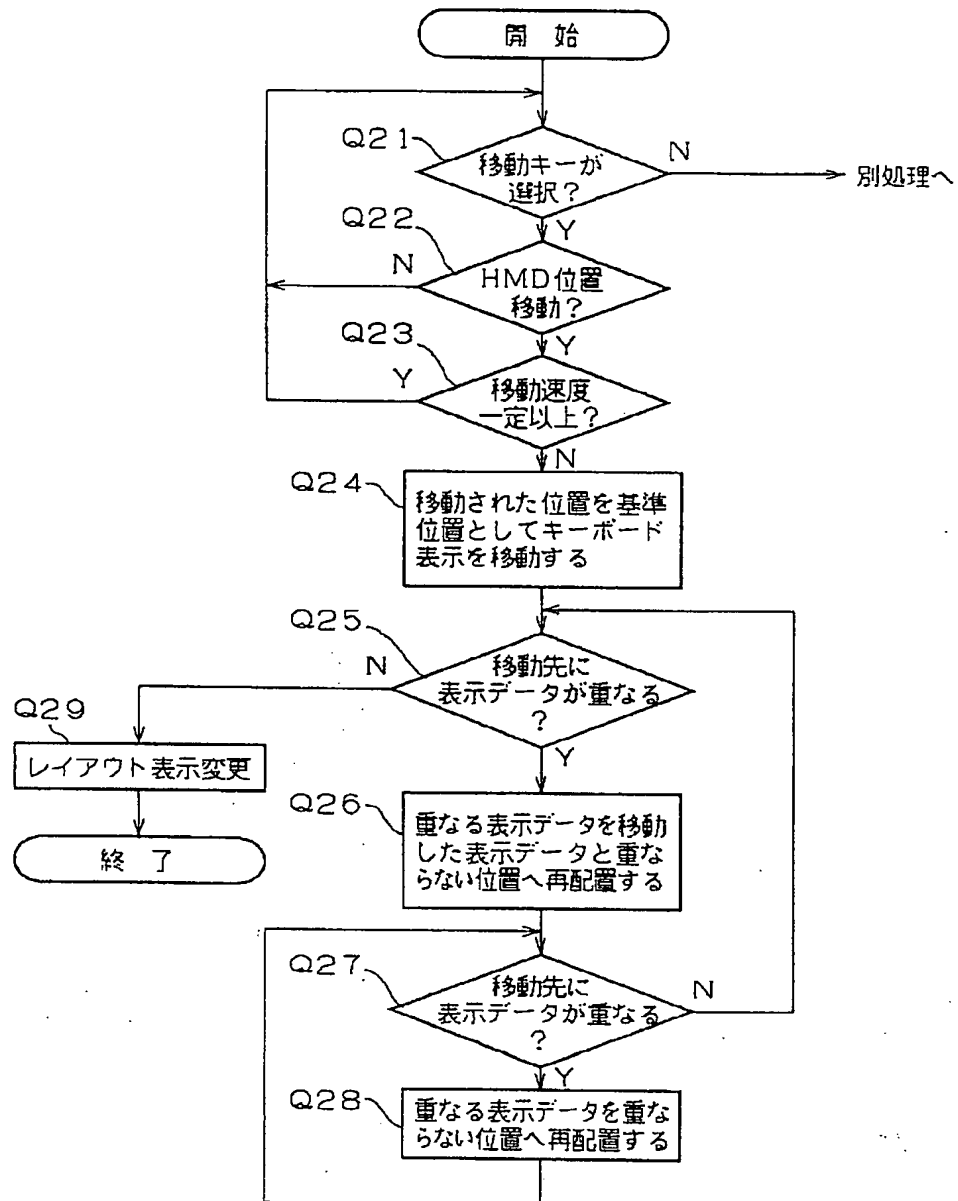 開 始
Q21
移動キーが
選択?
N
別処理へ
Y
Q22
N
HMD位置
移動?
Y
Q23
Y
移動速度
一定以上?
N
Q24
移動された位置を基準
位置としてキーボード
表示を移動する
Q25
N
移動先に
表示データが重なる
?
Y
Q29
レイアウト表示変更
終 了
Q26
重なる表示データを移動
した表示データと重な
らない位置へ再配置する
Q27
移動先に
表示データが重なる
?
N
Y
Q28
重なる表示データを重な
らない位置へ再配置する